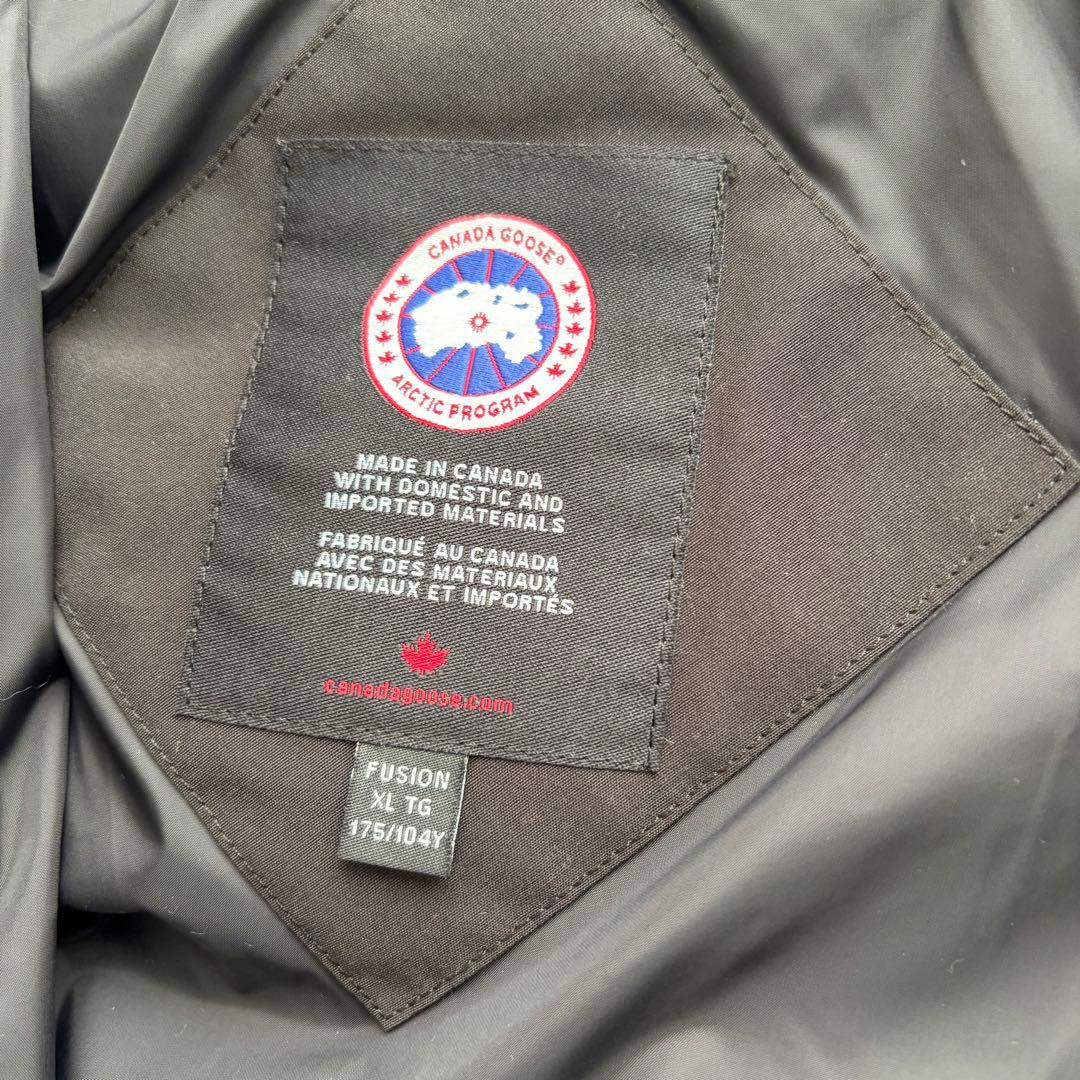 CANADA GOOSE®
ARCTIC PROGRAM
MADE IN CANADA
WITH DOMESTIC AND
IMPORTED MATERIALS
FABRIQUÉ AU CANADA
AVEC DES MATÉRIAUX
NATIONAUX ET IMPORTÉS
canadagoose.com
FUSION
XL TG
175/104Y